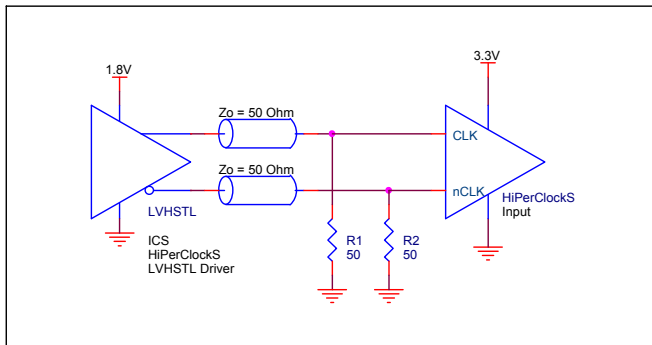 1.8V
3.3V
Zo = 50 Ohm
CLK
Zo = 50 Ohm
nCLK
HiPerClockS
Input
LVHSTL
ICS
HiPerClockS
LVHSTL Driver
R1
50
R2
50